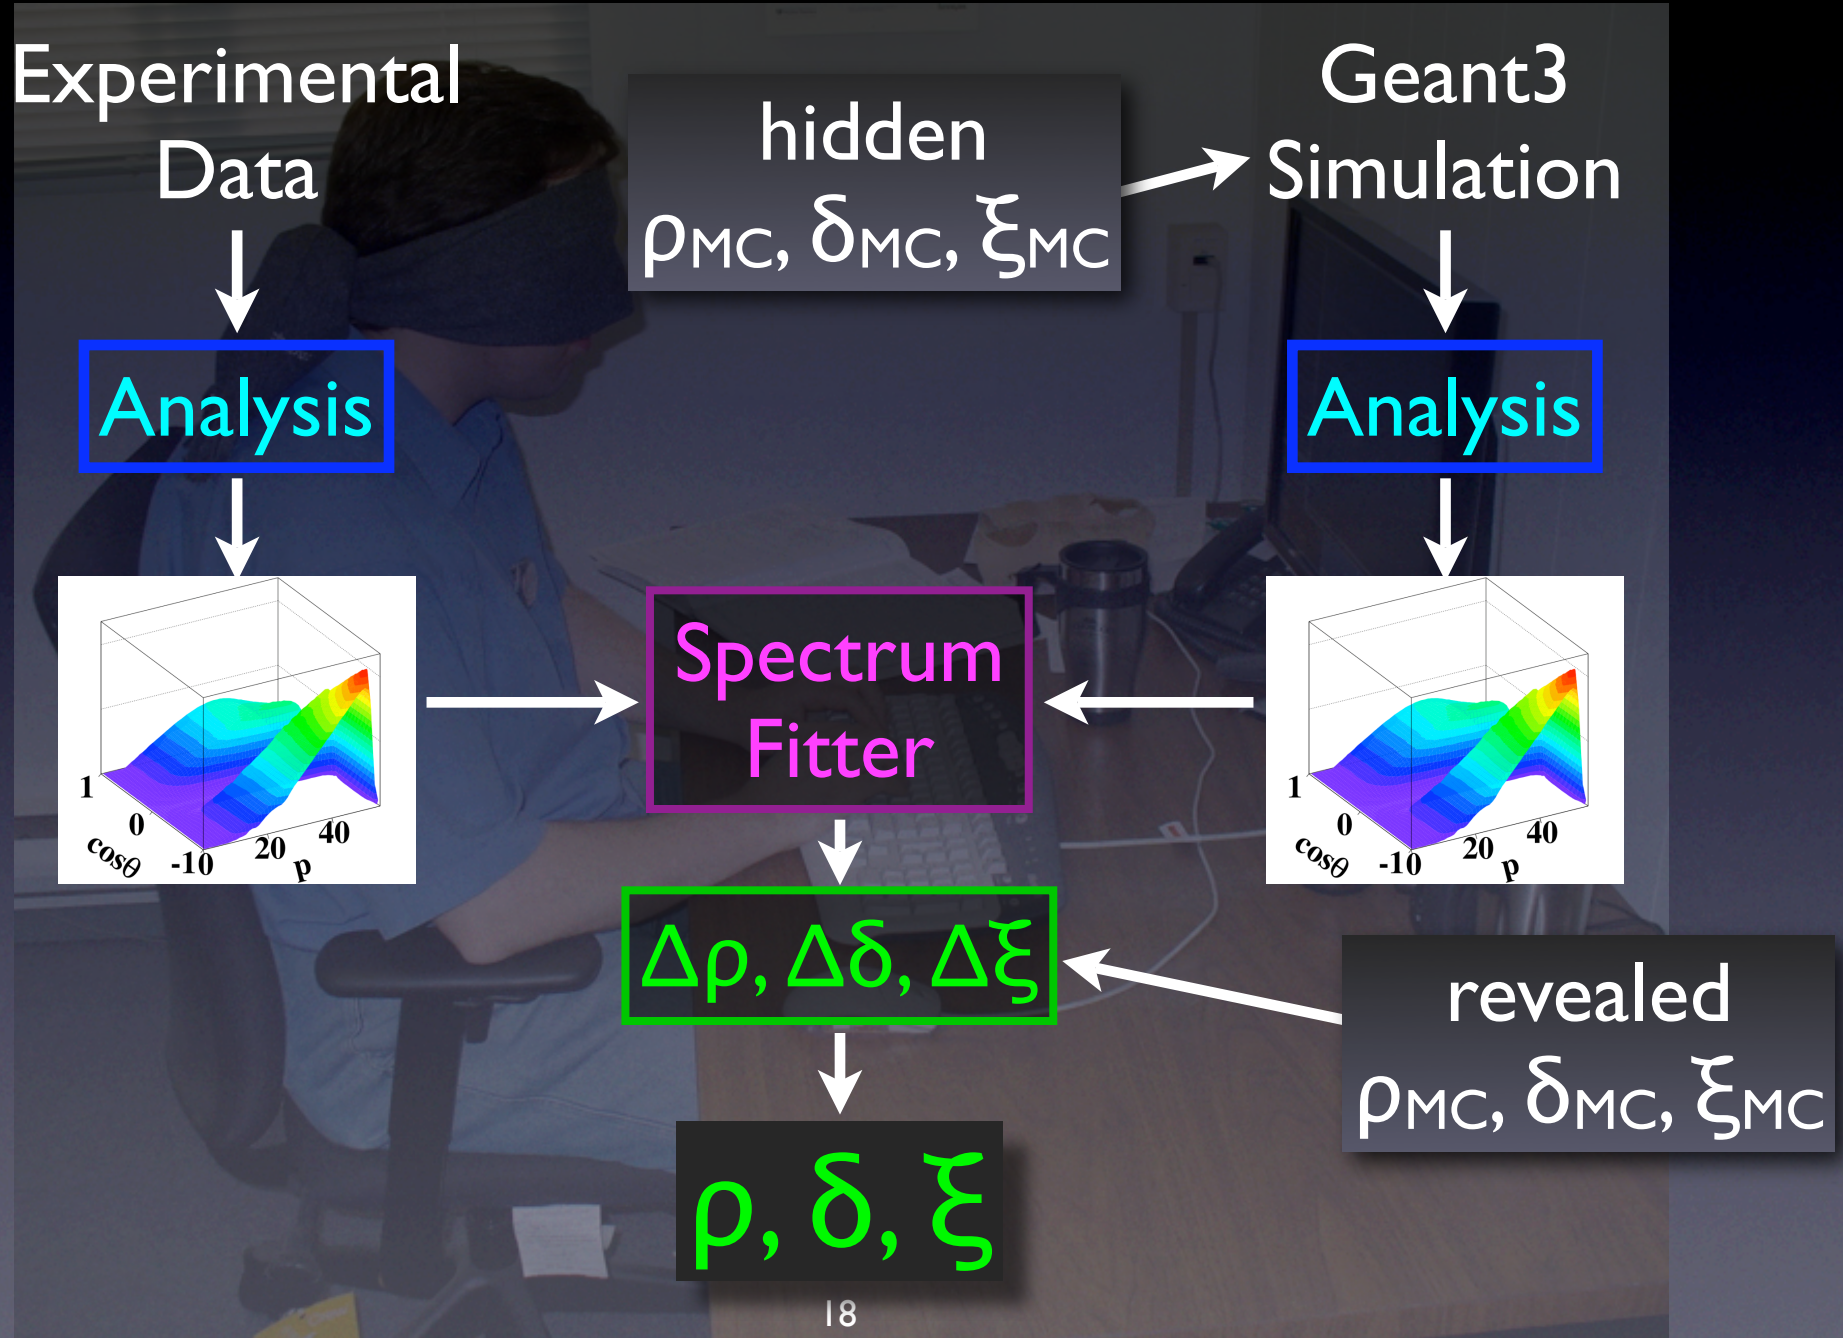 Experimental
Data
hidden
ρMC, δMC, ξMC
Geant3
Simulation
Analysis
Analysis
Spectrum
Fitter
1
0
-1 0
20
40
cosθ
p
1
0
-1 0
20
40
cosθ
p
Δρ, Δδ, Δξ
revealed
ρMC, δMC, ξMC
ρ, δ, ξ
18